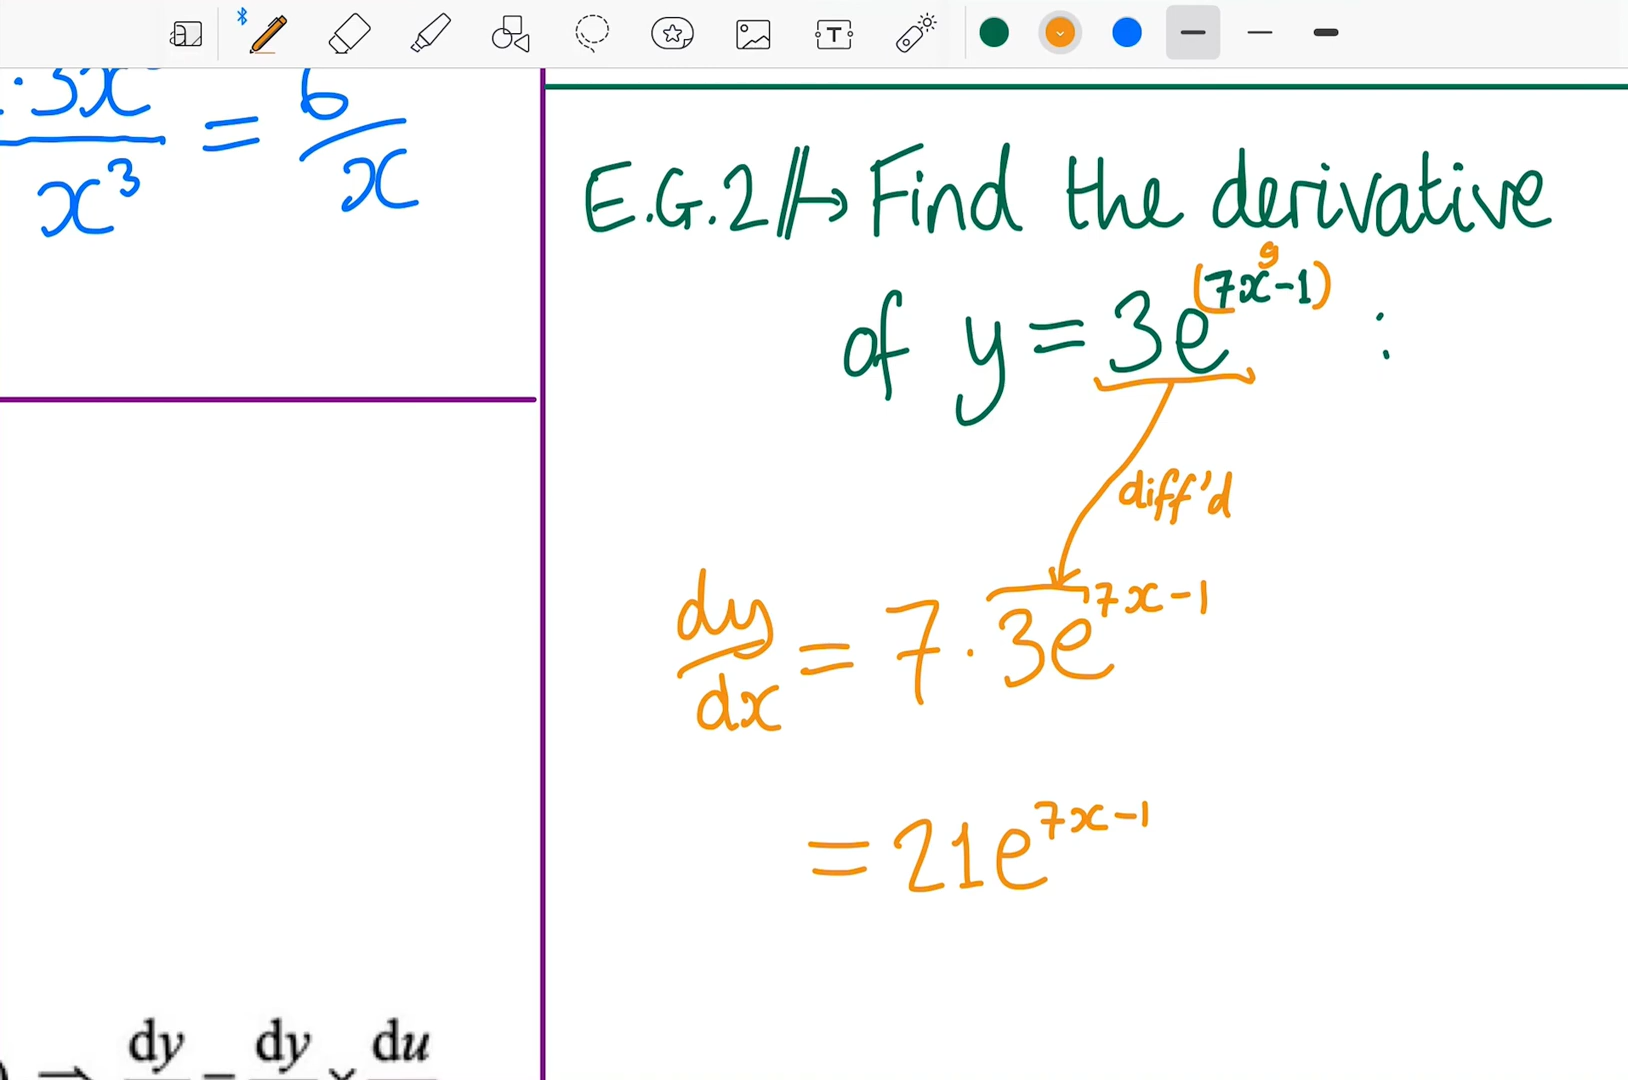 · 3x / x³ = 6 / x
E.G.2 // → Find the derivative
of y = 3e^(7x-1) :
g
diff'd
dy/dx = 7 · 3e^7x-1
= 21e^7x-1
) ⇒ dy = dy × du
T